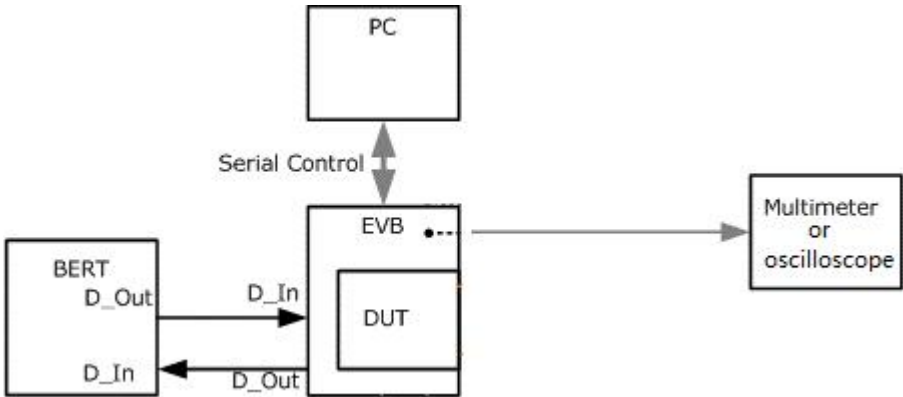 PC
Serial Control
EVB
Multimeter
or
oscilloscope
BERT
D_Out
D_In
D_In
D_Out
DUT